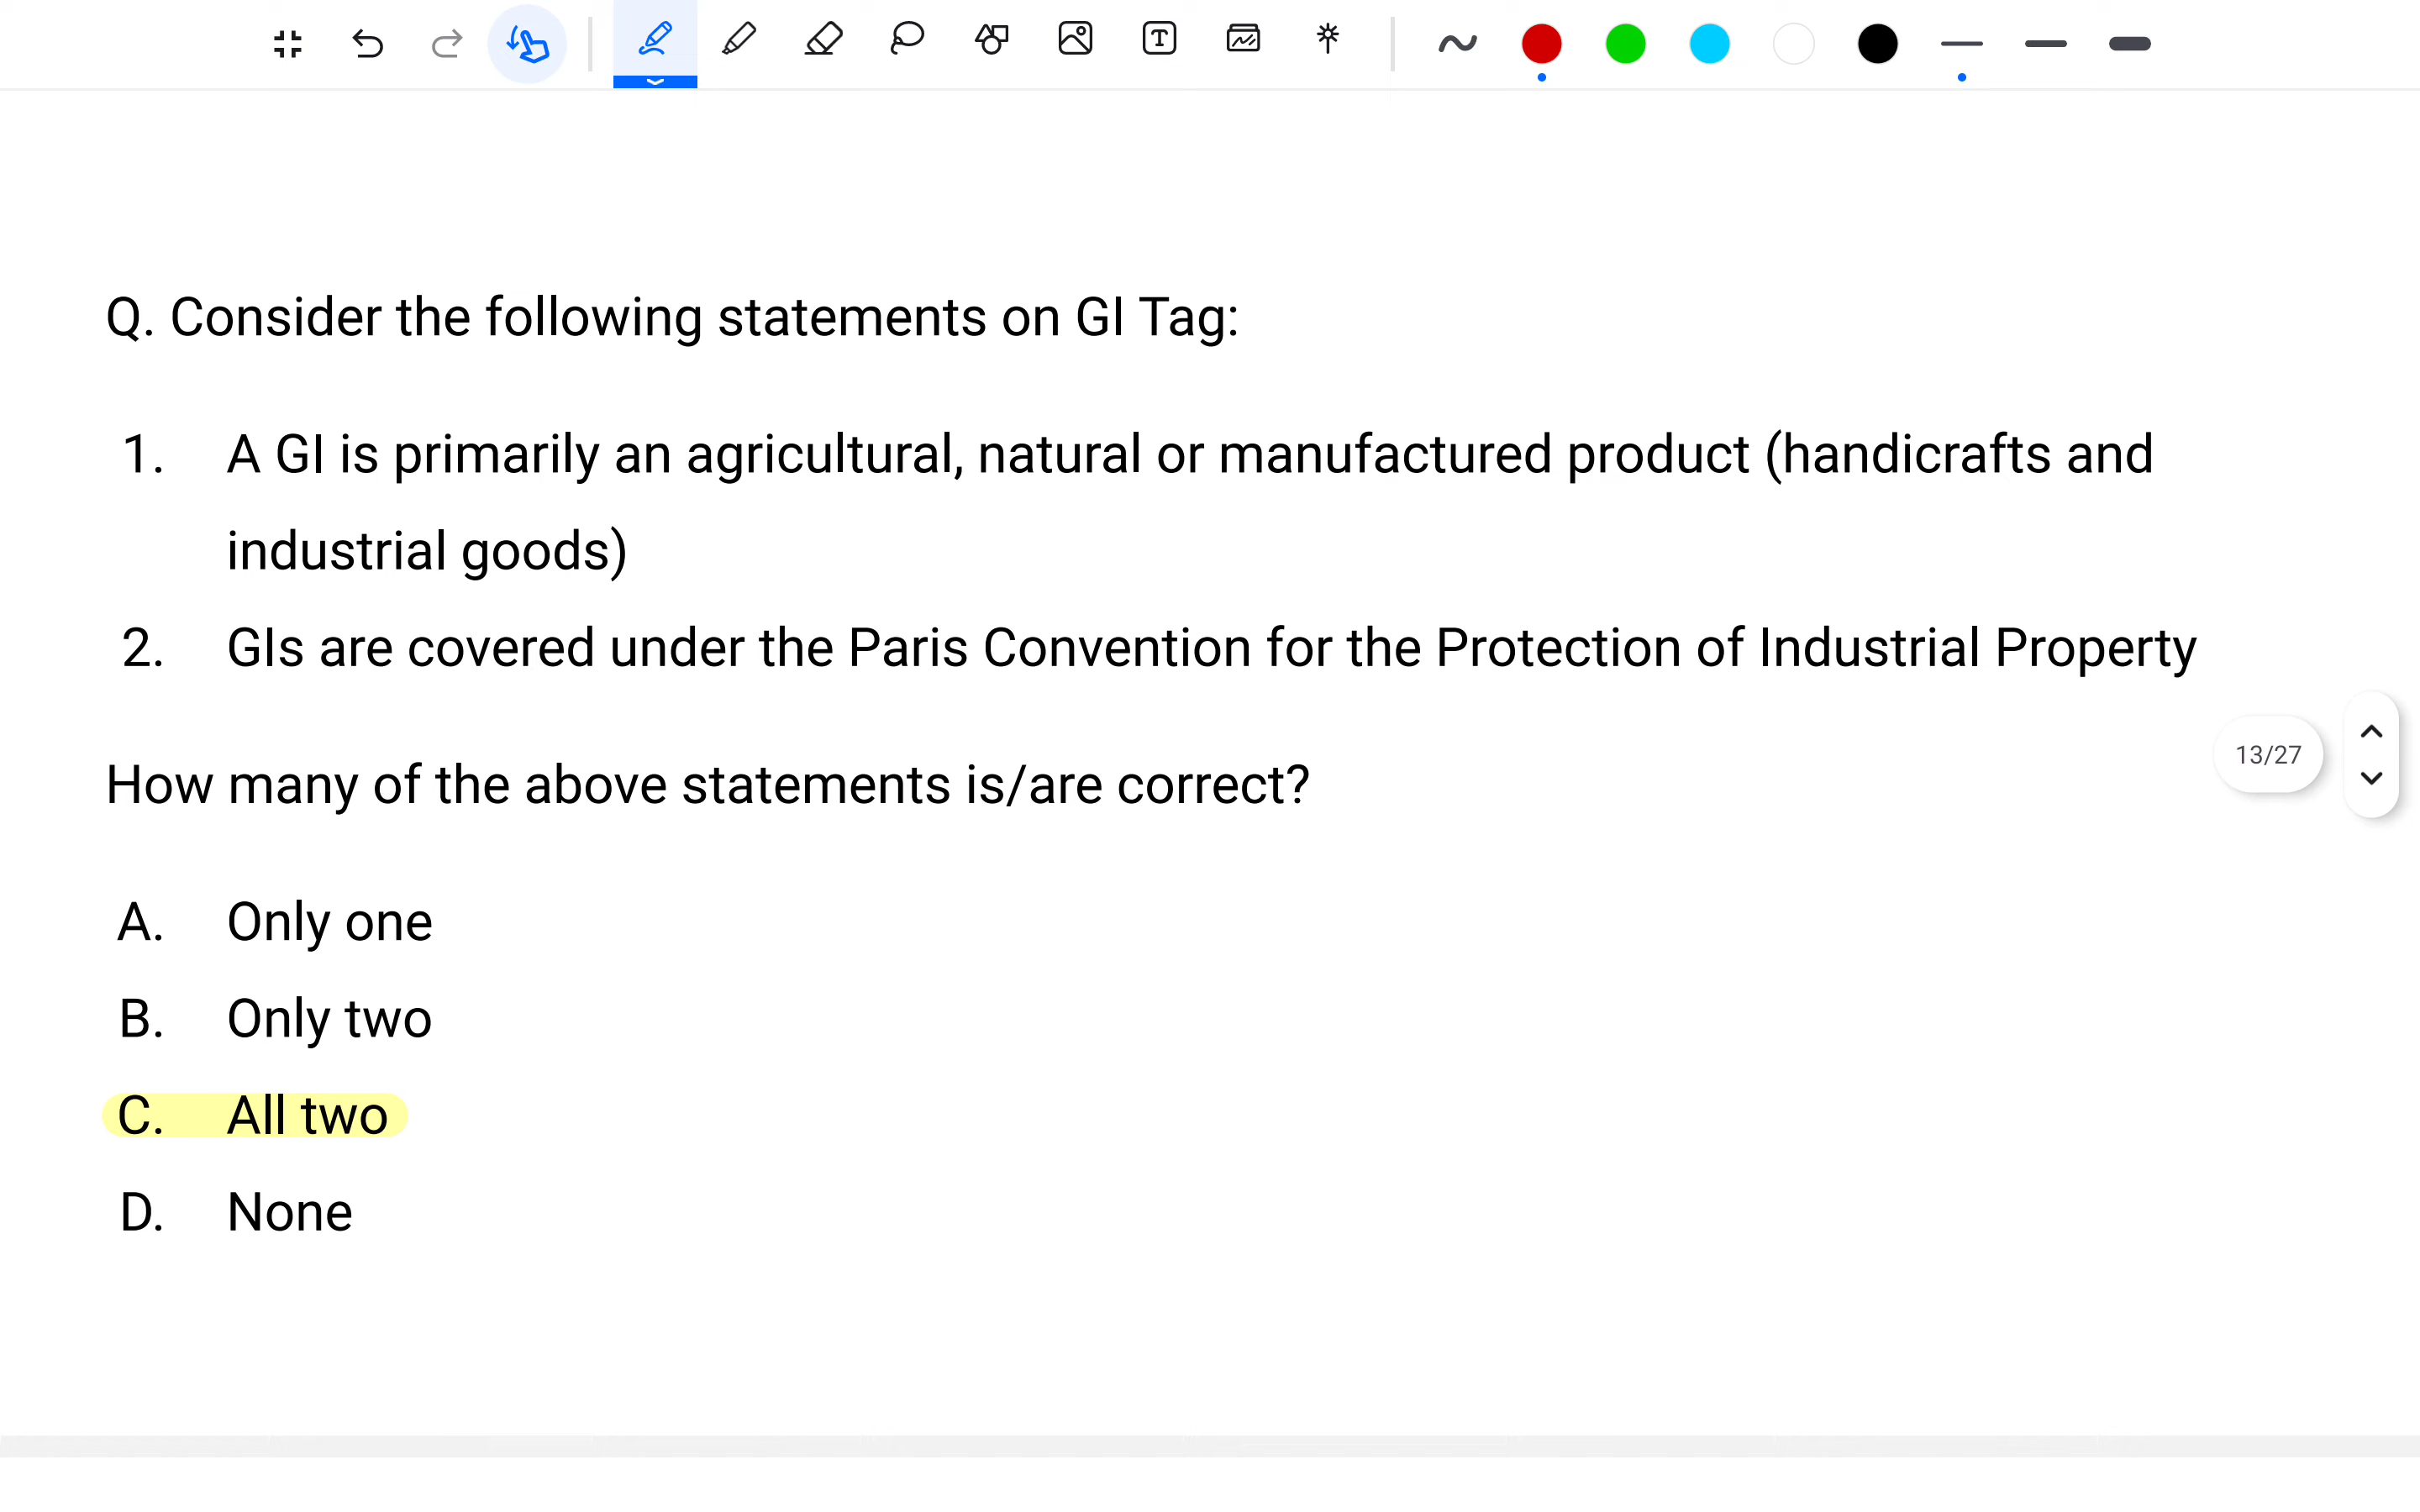 Q. Consider the following statements on GI Tag:
1. A GI is primarily an agricultural, natural or manufactured product (handicrafts and
industrial goods)
2. GIs are covered under the Paris Convention for the Protection of Industrial Property
13/27
How many of the above statements is/are correct?
A. Only one
B. Only two
C. All two
D. None